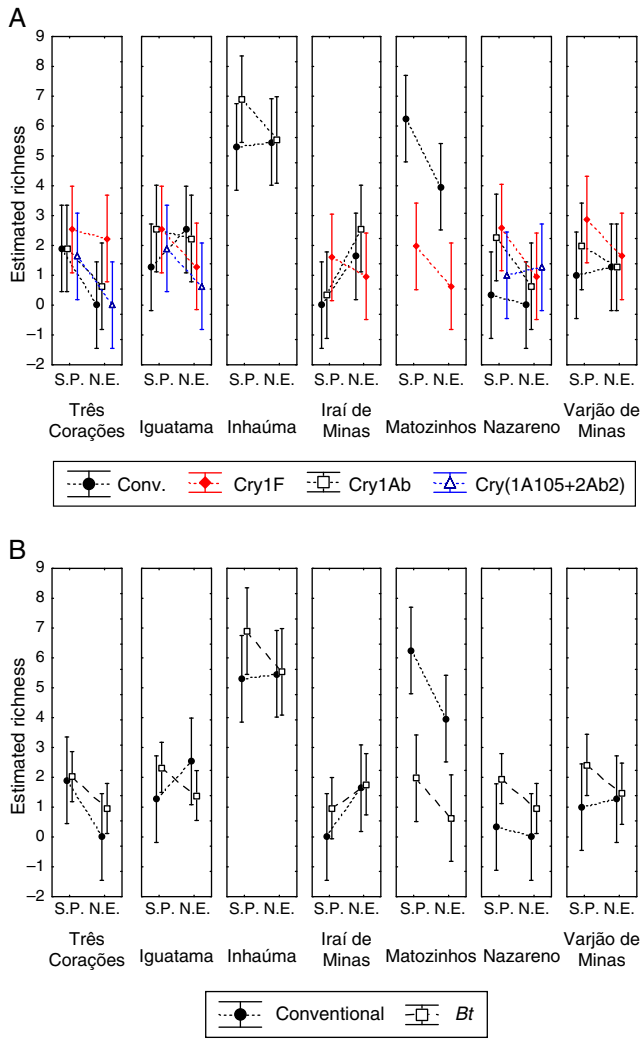 A
Estimated richness
9
8
7
6
5
4
3
2
1
0
−1
−2
S.P. N.E. S.P. N.E. S.P. N.E. S.P. N.E. S.P. N.E. S.P. N.E. S.P. N.E.
Três Corações
Iguatama
Inhaúma
Iraí de Minas
Matozinhos
Nazareno
Varjão de Minas
Conv. Cry1F Cry1Ab Cry(1A105+2Ab2)
B
Estimated richness
9
8
7
6
5
4
3
2
1
0
−1
−2
S.P. N.E. S.P. N.E. S.P. N.E. S.P. N.E. S.P. N.E. S.P. N.E. S.P. N.E.
Três Corações
Iguatama
Inhaúma
Iraí de Minas
Matozinhos
Nazareno
Varjão de Minas
Conventional Bt